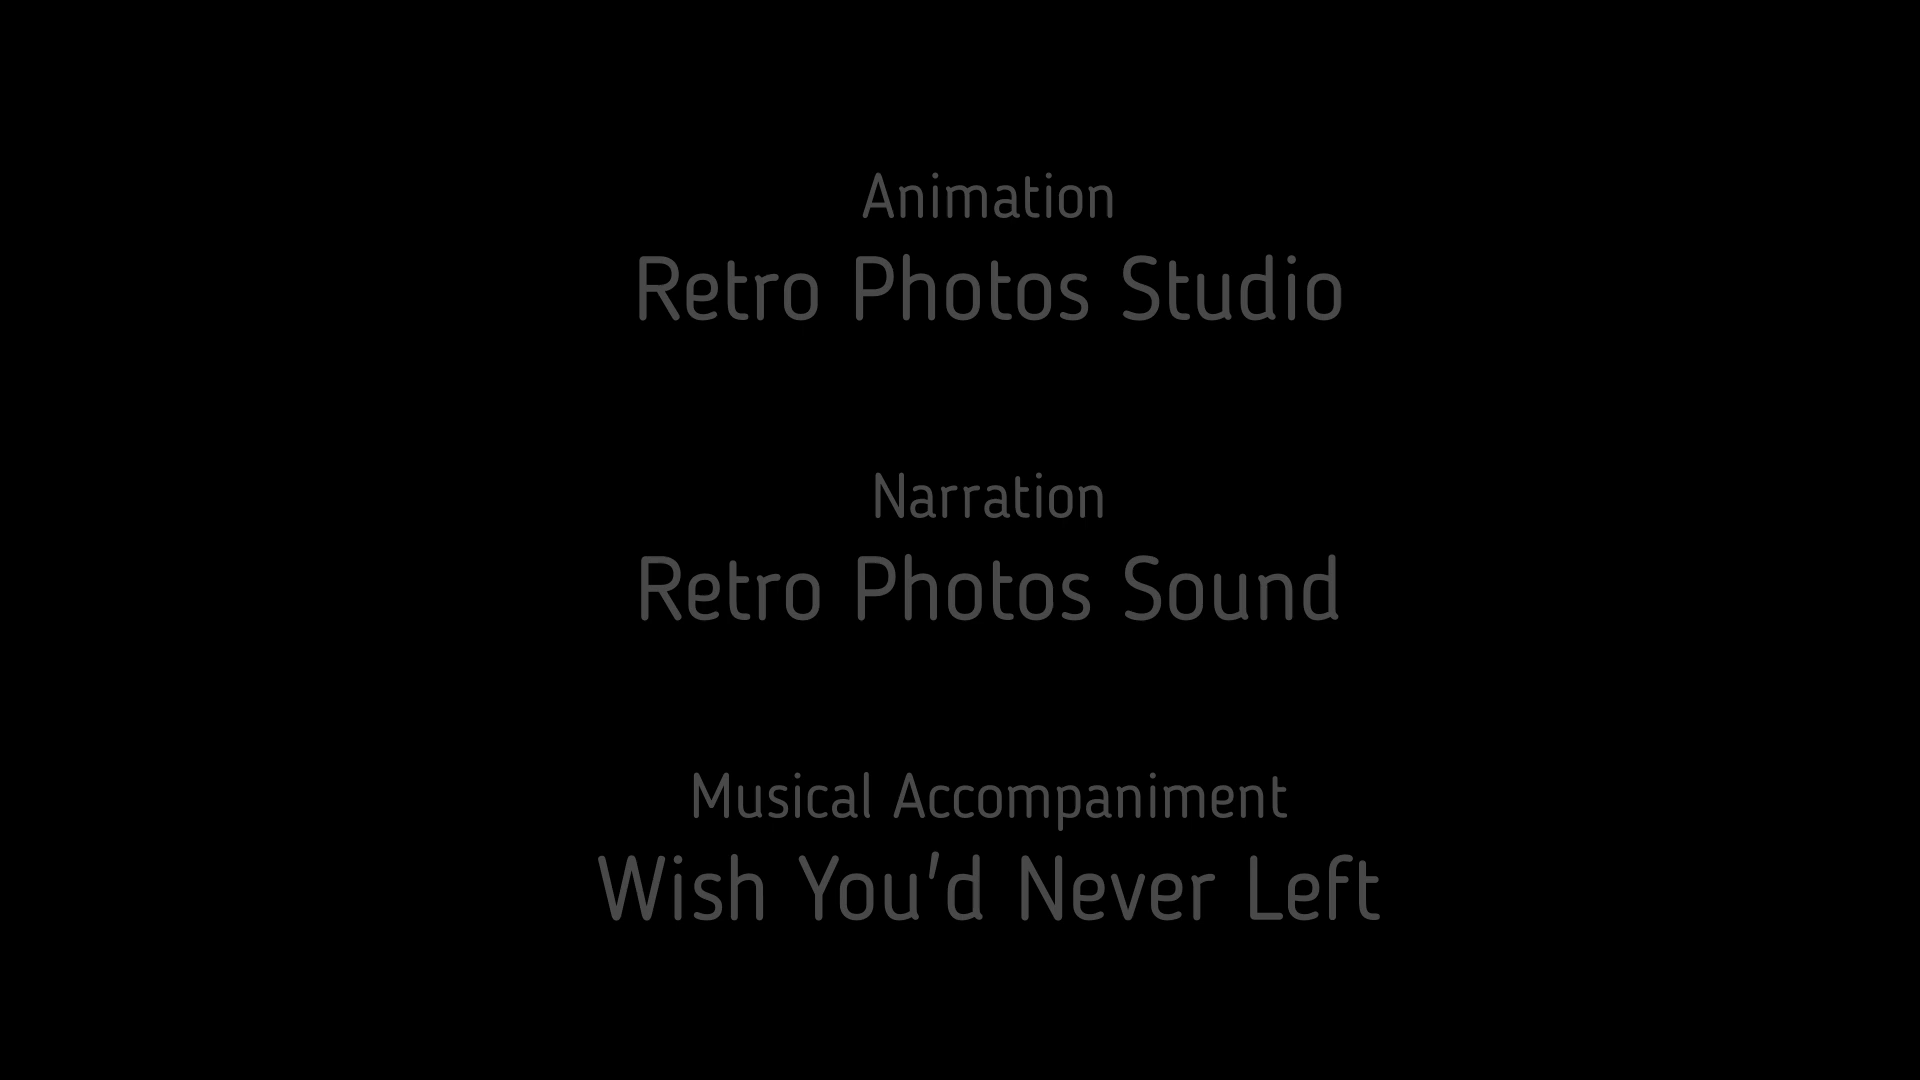 Animation
Retro Photos Studio
Narration
Retro Photos Sound
Musical Accompaniment
Wish You'd Never Left